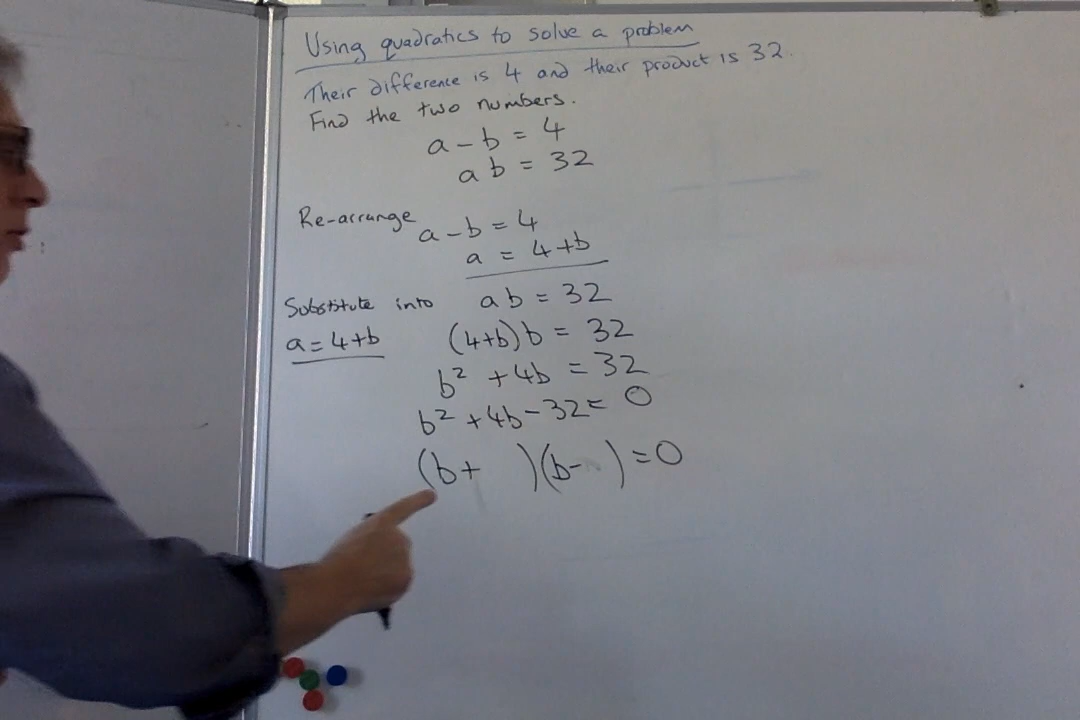 Using quadratics to solve a problem
Their difference is 4 and their product is 32.
Find the two numbers.
a - b = 4
ab = 32
Re-arrange a - b = 4
a = 4+b
Substitute into ab = 32
a = 4+b (4+b)b = 32
b² + 4b = 32
b² + 4b - 32 = 0
(b+ )(b- ) = 0